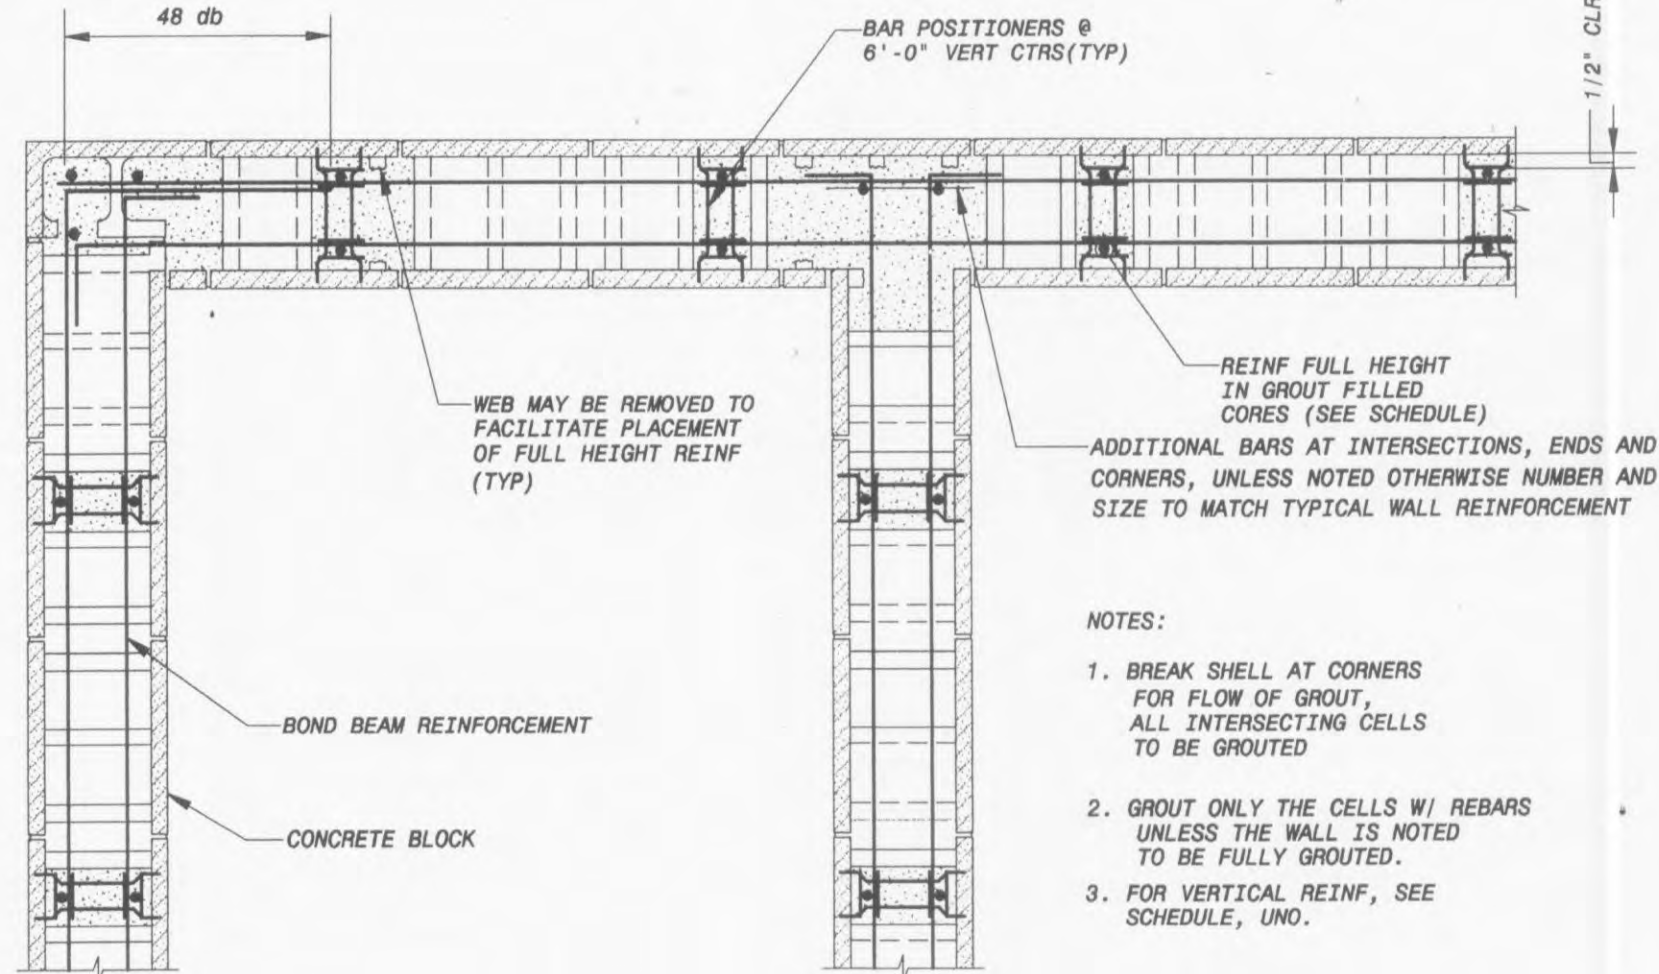 48 db
BAR POSITIONERS @
6'-0" VERT CTRS(TYP)
1/2" CLR
WEB MAY BE REMOVED TO
FACILITATE PLACEMENT
OF FULL HEIGHT REINF
(TYP)
REINF FULL HEIGHT
IN GROUT FILLED
CORES (SEE SCHEDULE)
ADDITIONAL BARS AT INTERSECTIONS, ENDS AND
CORNERS, UNLESS NOTED OTHERWISE NUMBER AND
SIZE TO MATCH TYPICAL WALL REINFORCEMENT
BOND BEAM REINFORCEMENT
CONCRETE BLOCK
NOTES:
1. BREAK SHELL AT CORNERS
FOR FLOW OF GROUT,
ALL INTERSECTING CELLS
TO BE GROUTED
2. GROUT ONLY THE CELLS W/ REBARS
UNLESS THE WALL IS NOTED
TO BE FULLY GROUTED.
3. FOR VERTICAL REINF, SEE
SCHEDULE, UNO.